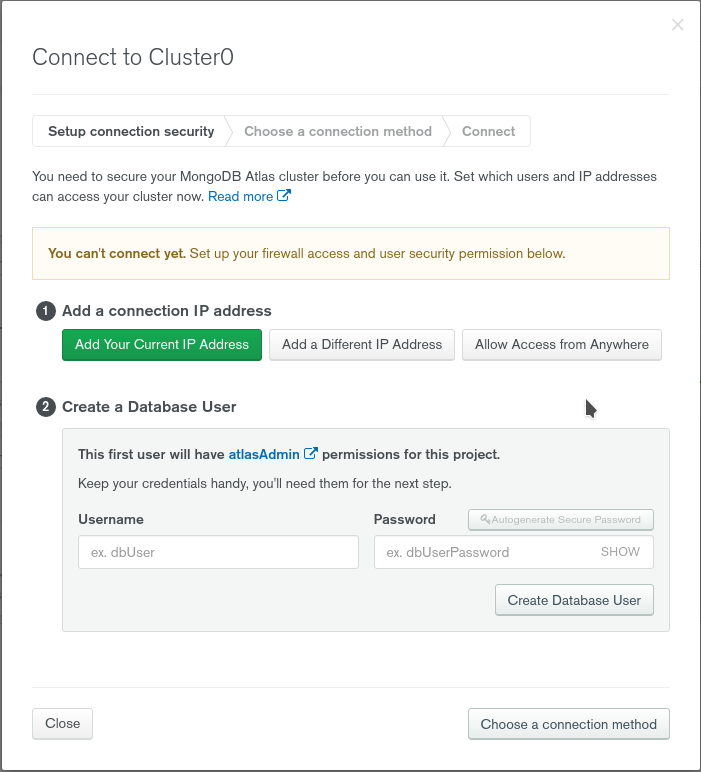 ×
Connect to Cluster0
Setup connection security
Choose a connection method
Connect
You need to secure your MongoDB Atlas cluster before you can use it. Set which users and IP addresses
can access your cluster now. Read more
You can't connect yet. Set up your firewall access and user security permission below.
1 Add a connection IP address
Add Your Current IP Address
Add a Different IP Address
Allow Access from Anywhere
2 Create a Database User
This first user will have atlasAdmin permissions for this project.
Keep your credentials handy, you'll need them for the next step.
Username
Password
Autogenerate Secure Password
ex. dbUser
ex. dbUserPassword
SHOW
Create Database User
Close
Choose a connection method